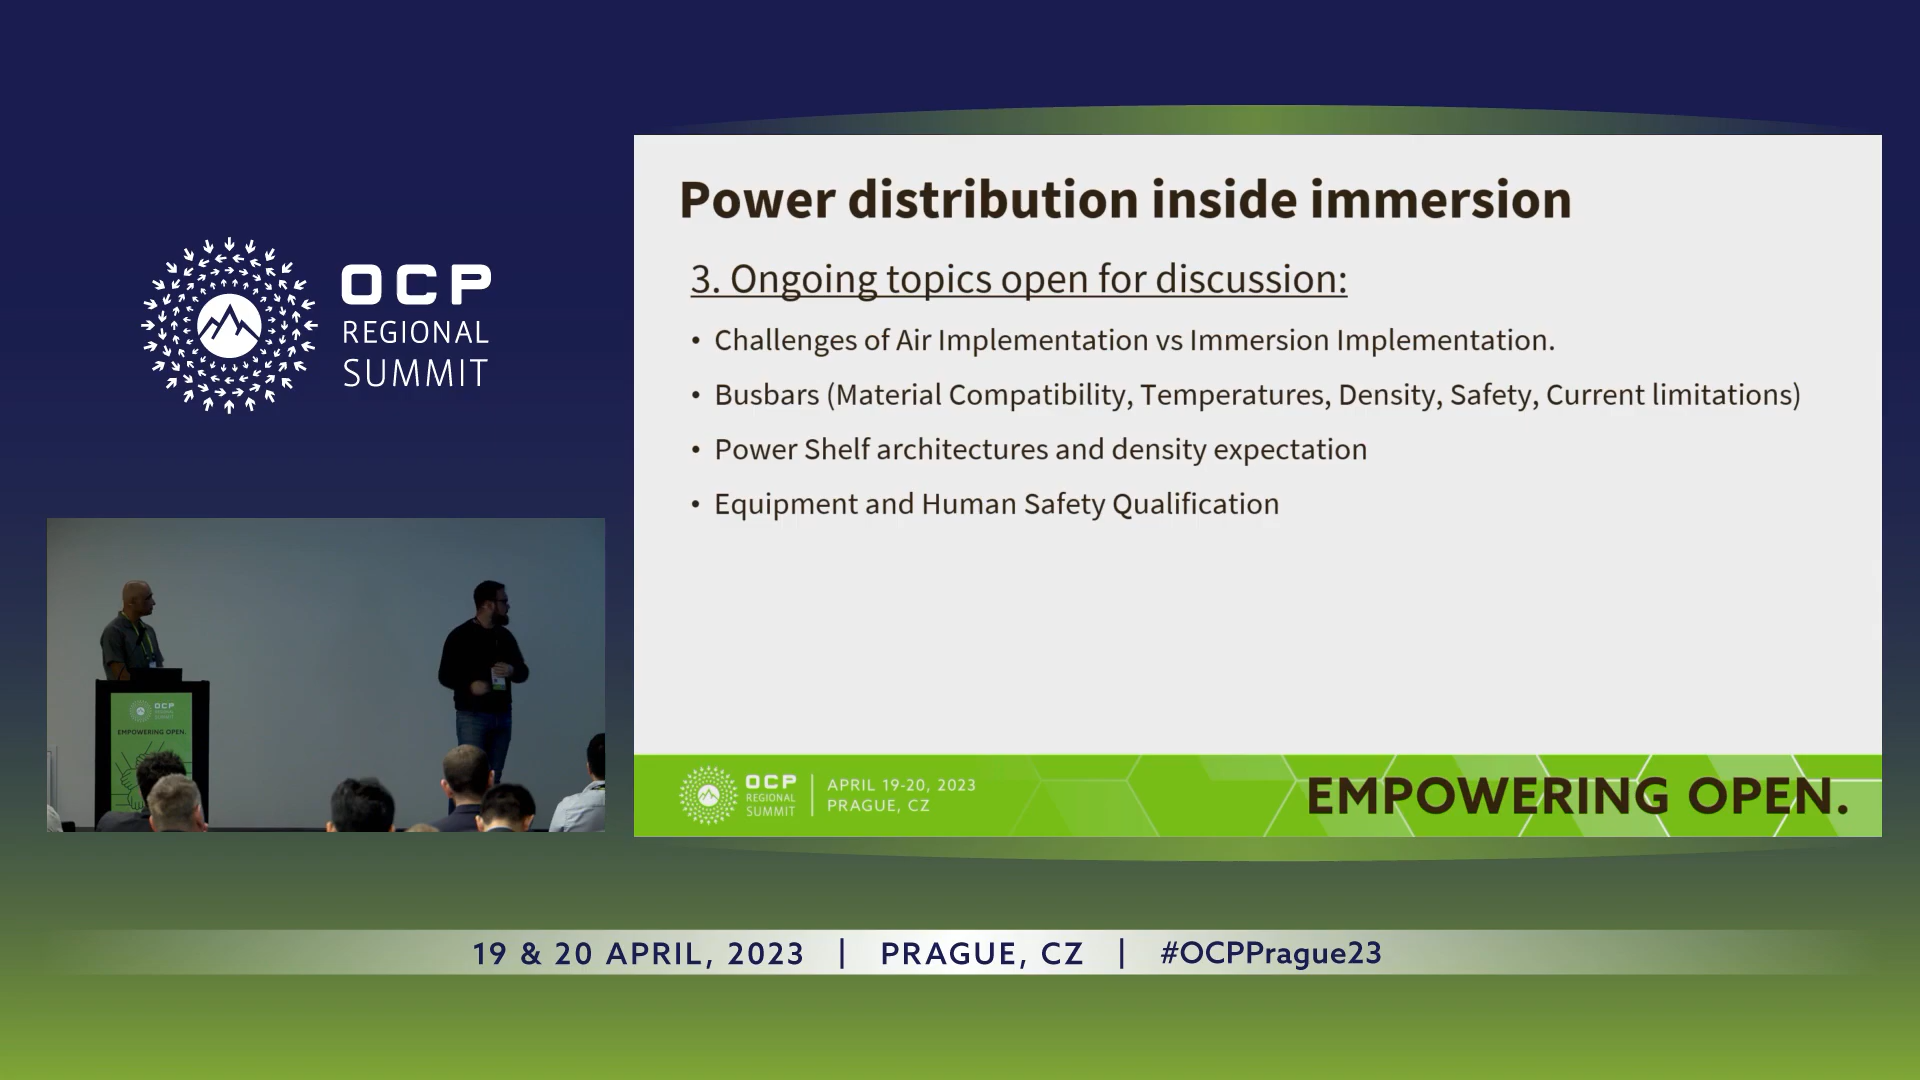 OCP
REGIONAL
SUMMIT
Power distribution inside immersion
3. Ongoing topics open for discussion:
• Challenges of Air Implementation vs Immersion Implementation.
• Busbars (Material Compatibility, Temperatures, Density, Safety, Current limitations)
• Power Shelf architectures and density expectation
• Equipment and Human Safety Qualification
OCP
EMPOWERING OPEN.
OCP
REGIONAL
SUMMIT
APRIL 19-20, 2023
PRAGUE, CZ
EMPOWERING OPEN.
19 & 20 APRIL, 2023 | PRAGUE, CZ | #OCPPrague23